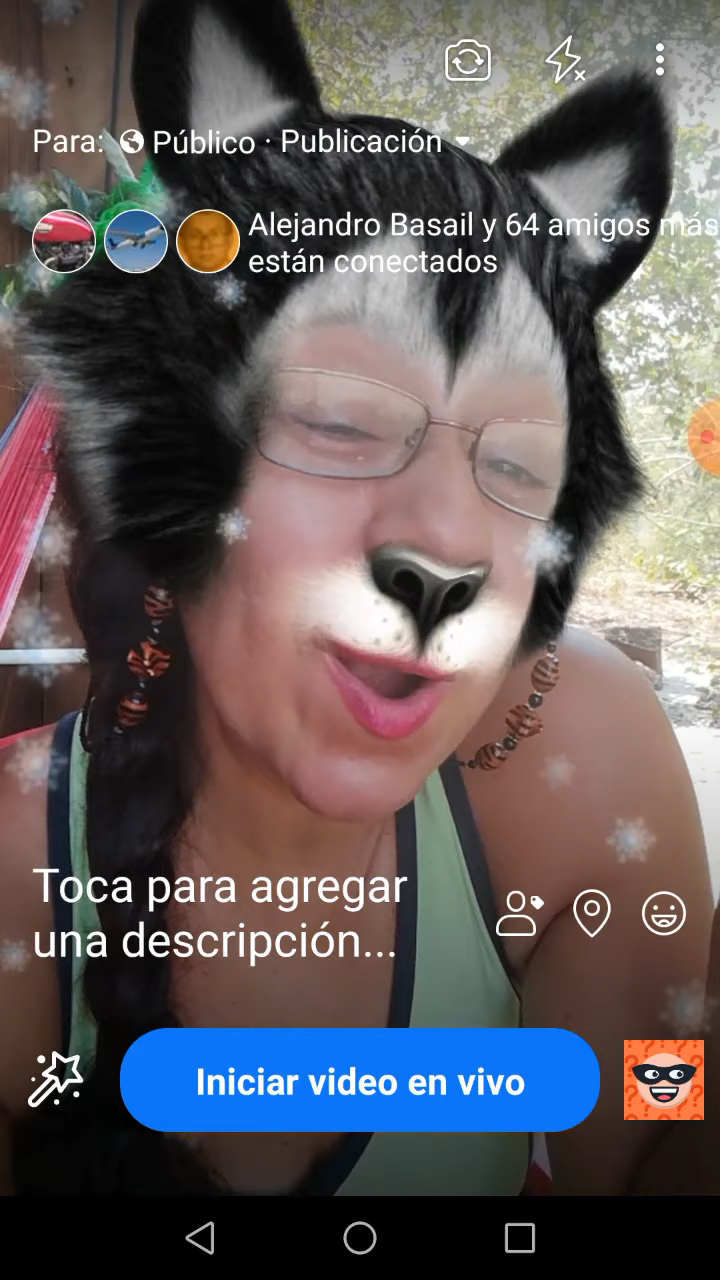 Para: Público · Publicación
Alejandro Basail y 64 amigos más
están conectados
Toca para agregar
una descripción...
Iniciar video en vivo